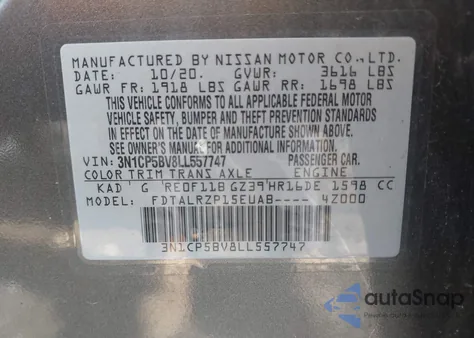 MANUFACTURED BY NISSAN MOTOR CO., LTD.
DATE: 10/20. GVWR: 3616 LBS
GAWR FR: 1918 LBS GAWR RR: 1698 LBS
THIS VEHICLE CONFORMS TO ALL APPLICABLE FEDERAL MOTOR
VEHICLE SAFETY, BUMPER, AND THEFT PREVENTION STANDARDS
IN EFFECT ON THE DATE OF MANUFACTURE SHOWN ABOVE.
SEE OWNER'S MANUAL FOR ADDITIONAL INFORMATION.
VIN: 3N1CP5BV8LL557747 PASSENGER CAR.
COLOR TRIM TRANS AXLE ENGINE
KAD G RE0F11B GZ39 HR16DE 1598 CC
MODEL: FDTALRZP15EUAB---- 4Z000
3N1CP5BV8LL557747
autoSnap